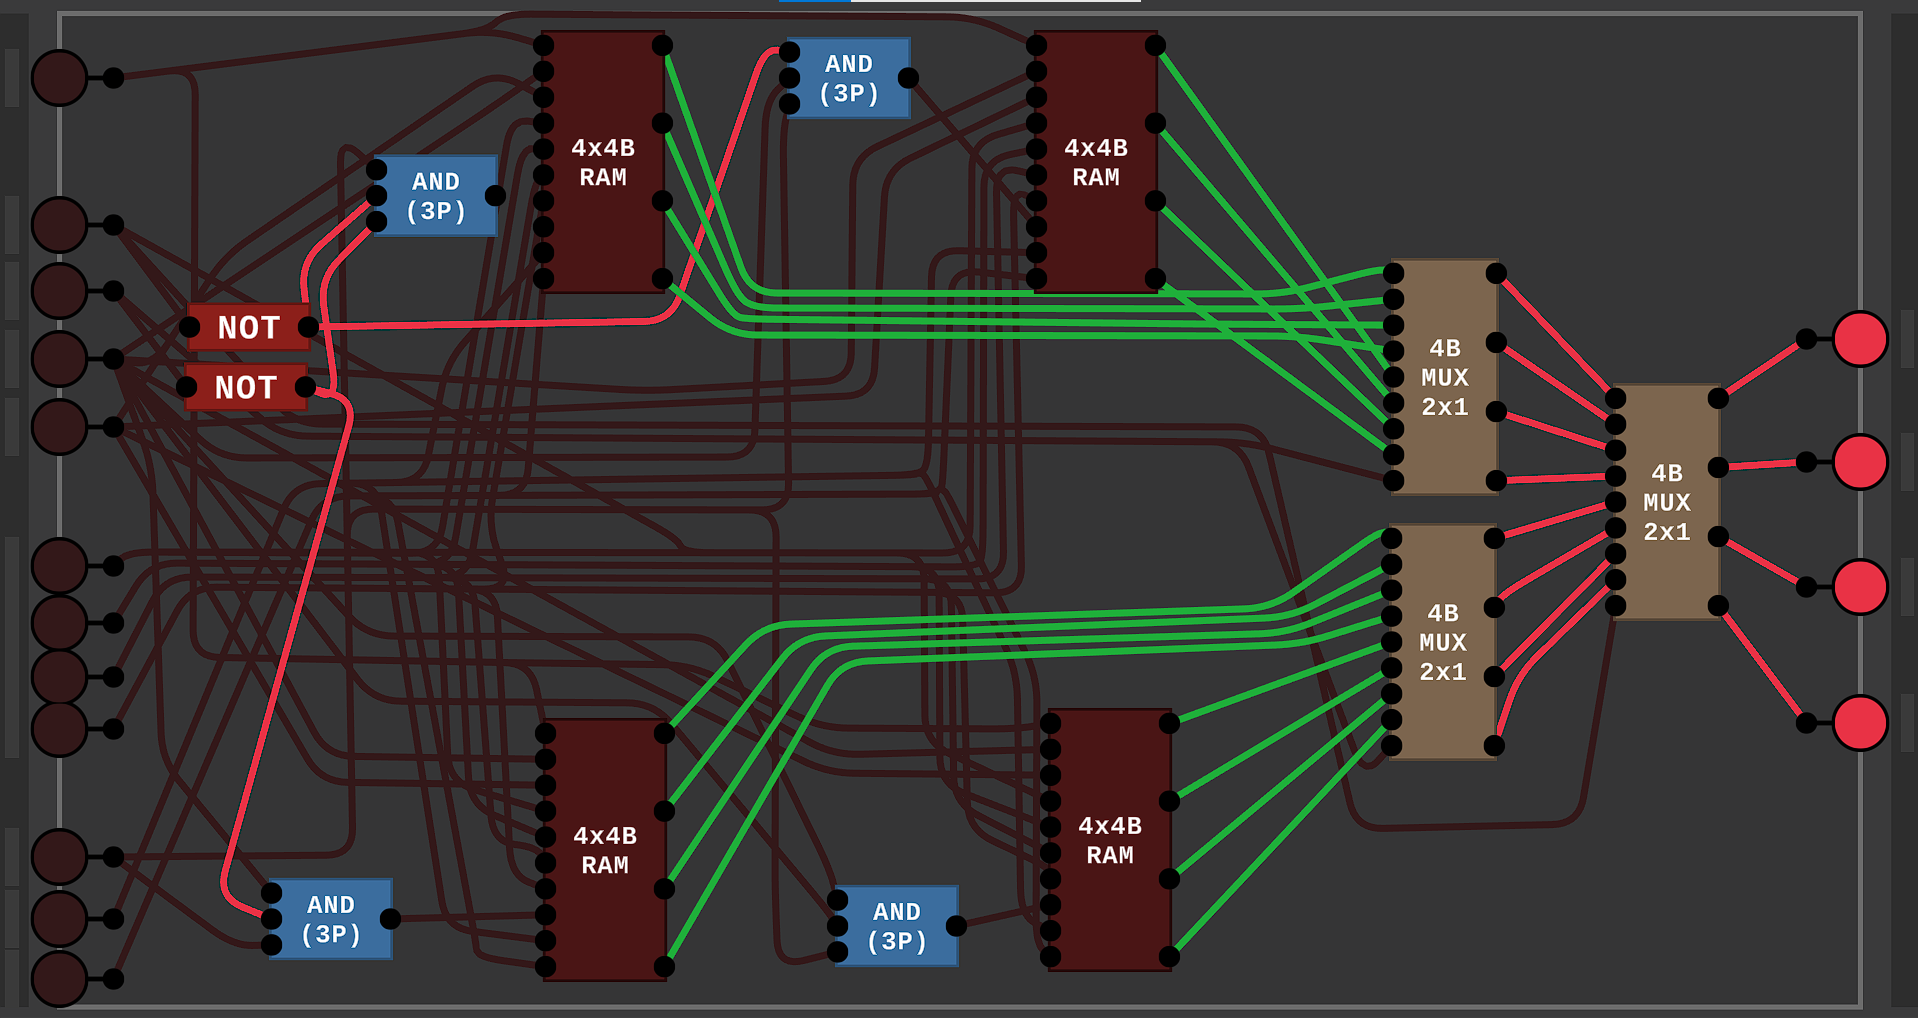 4x4B
RAM
AND
(3P)
4x4B
RAM
AND
(3P)
NOT
NOT
4B
MUX
2x1
4B
MUX
2x1
4B
MUX
2x1
4x4B
RAM
4x4B
RAM
AND
(3P)
AND
(3P)